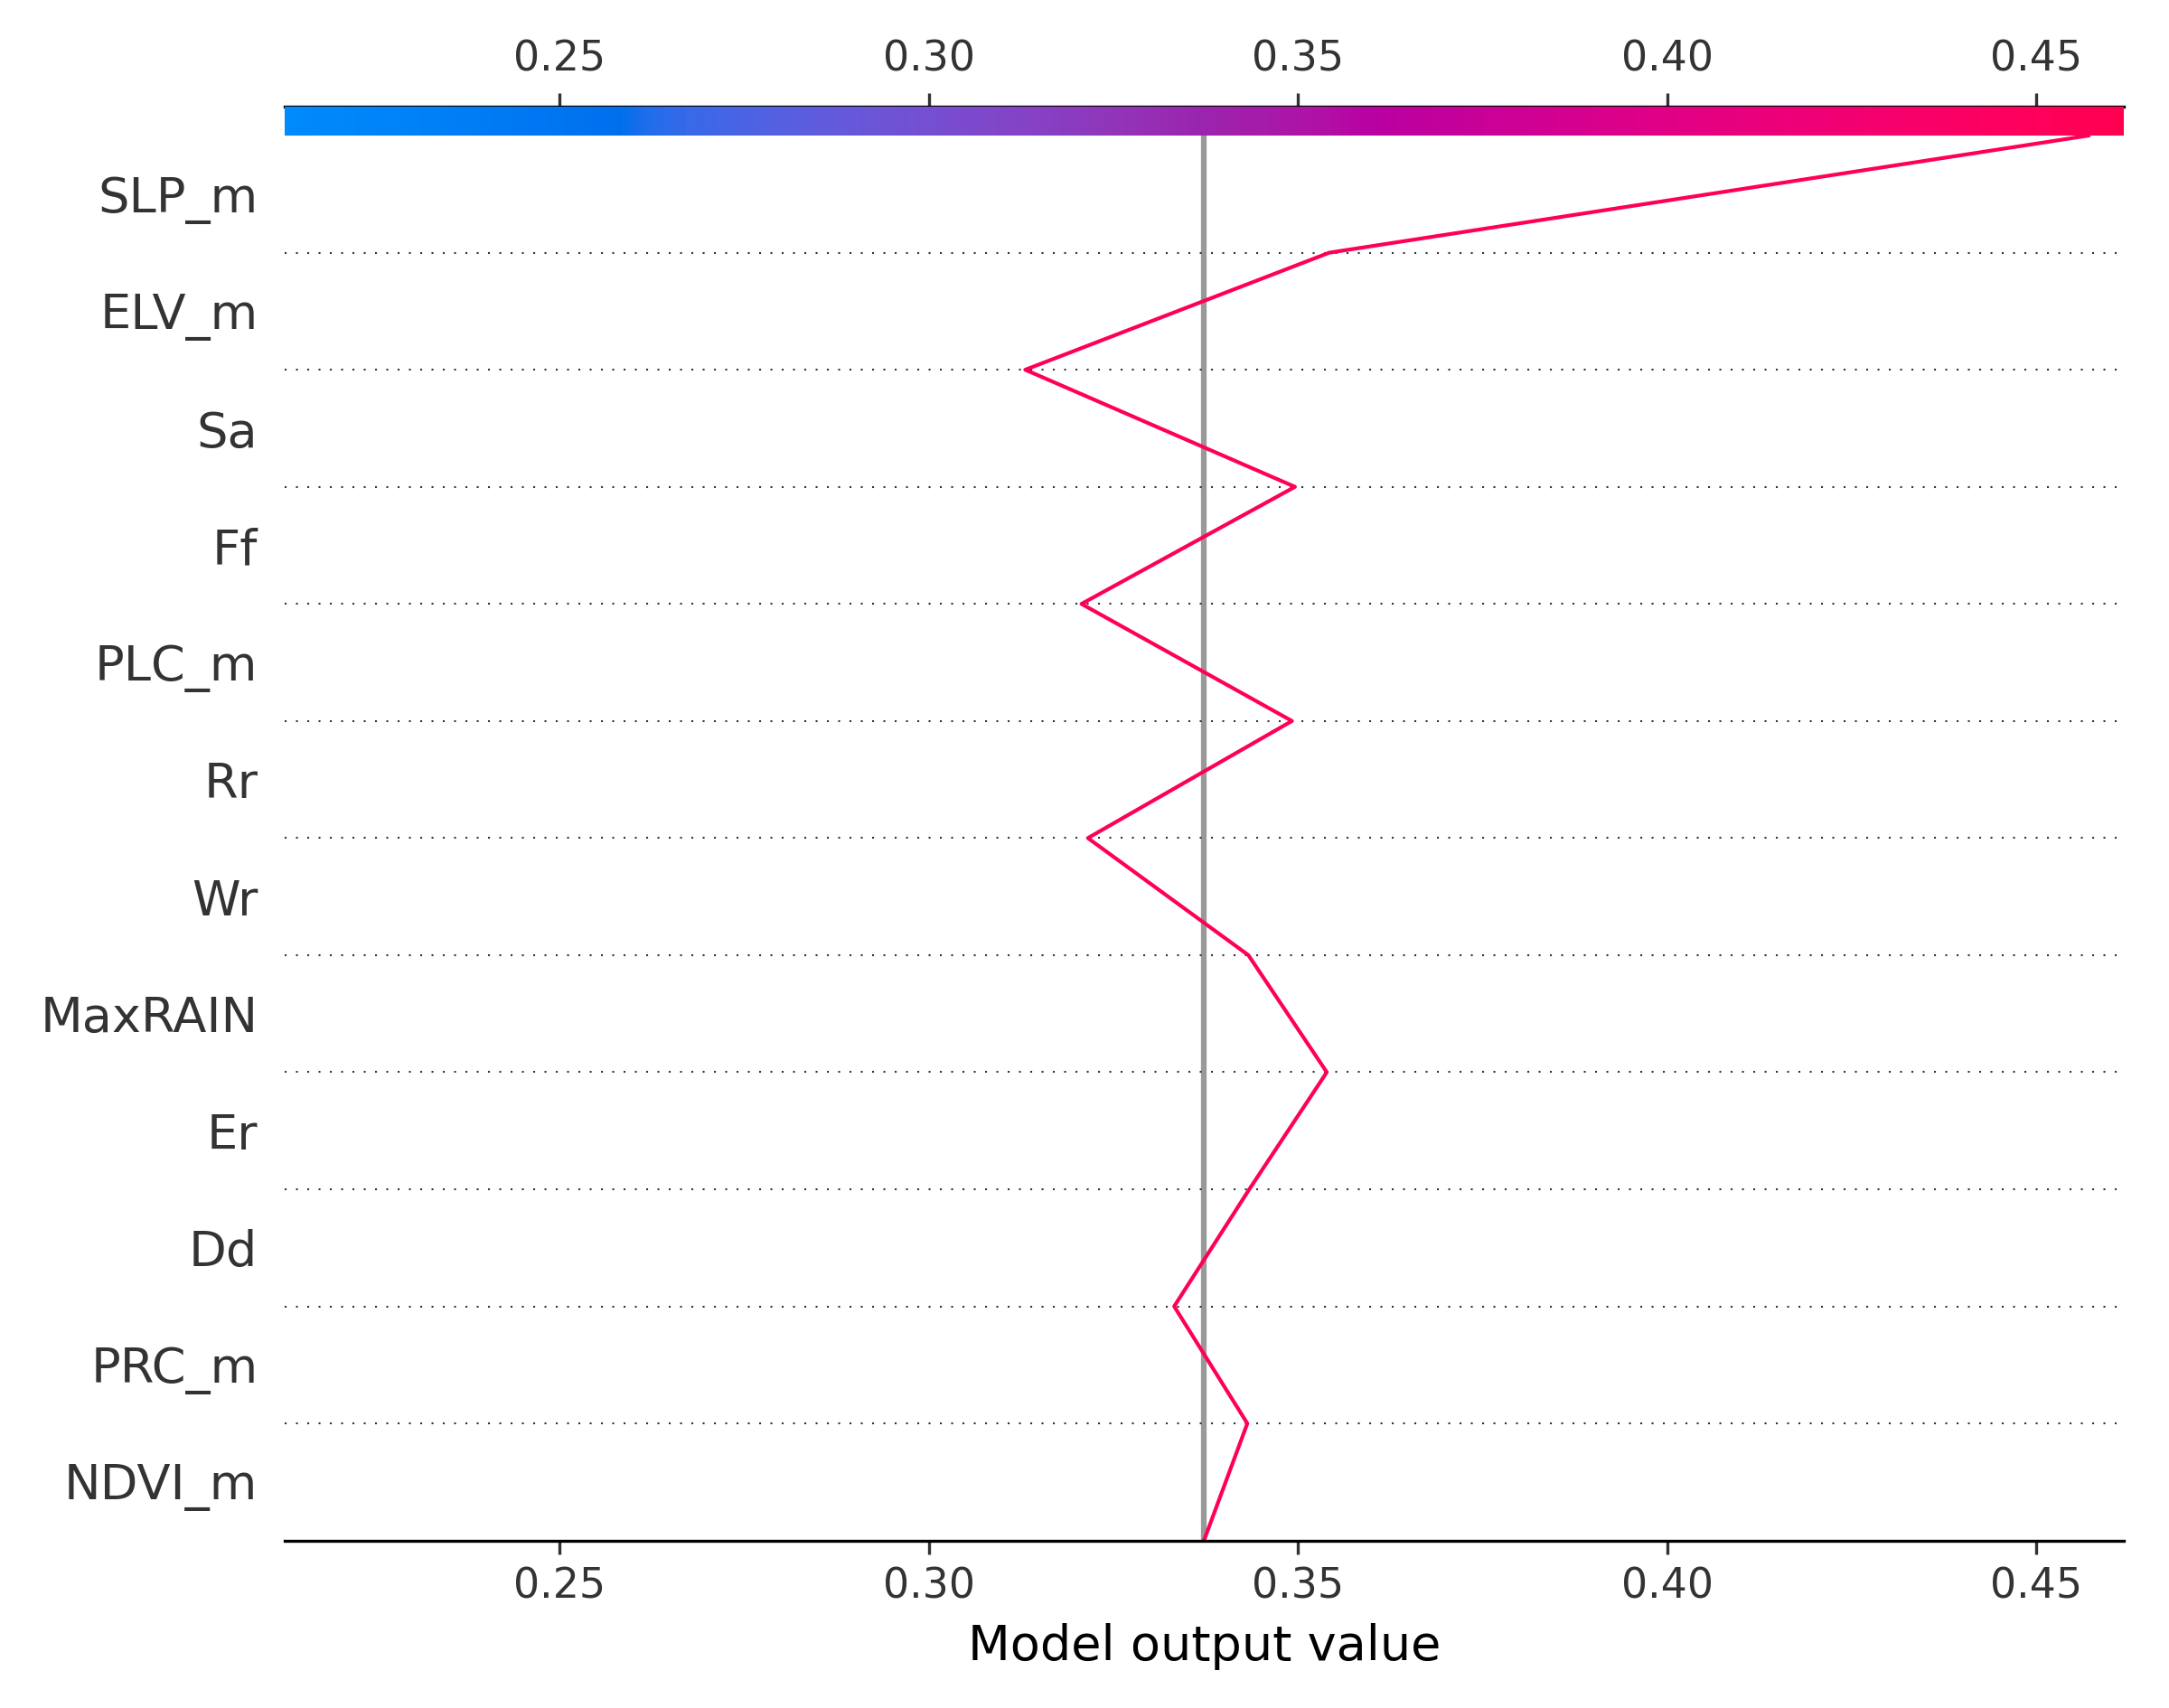 0.25 0.30 0.35 0.40 0.45
SLP_m
ELV_m
Sa
Ff
PLC_m
Rr
Wr
MaxRAIN
Er
Dd
PRC_m
NDVI_m
0.25 0.30 0.35 0.40 0.45
Model output value